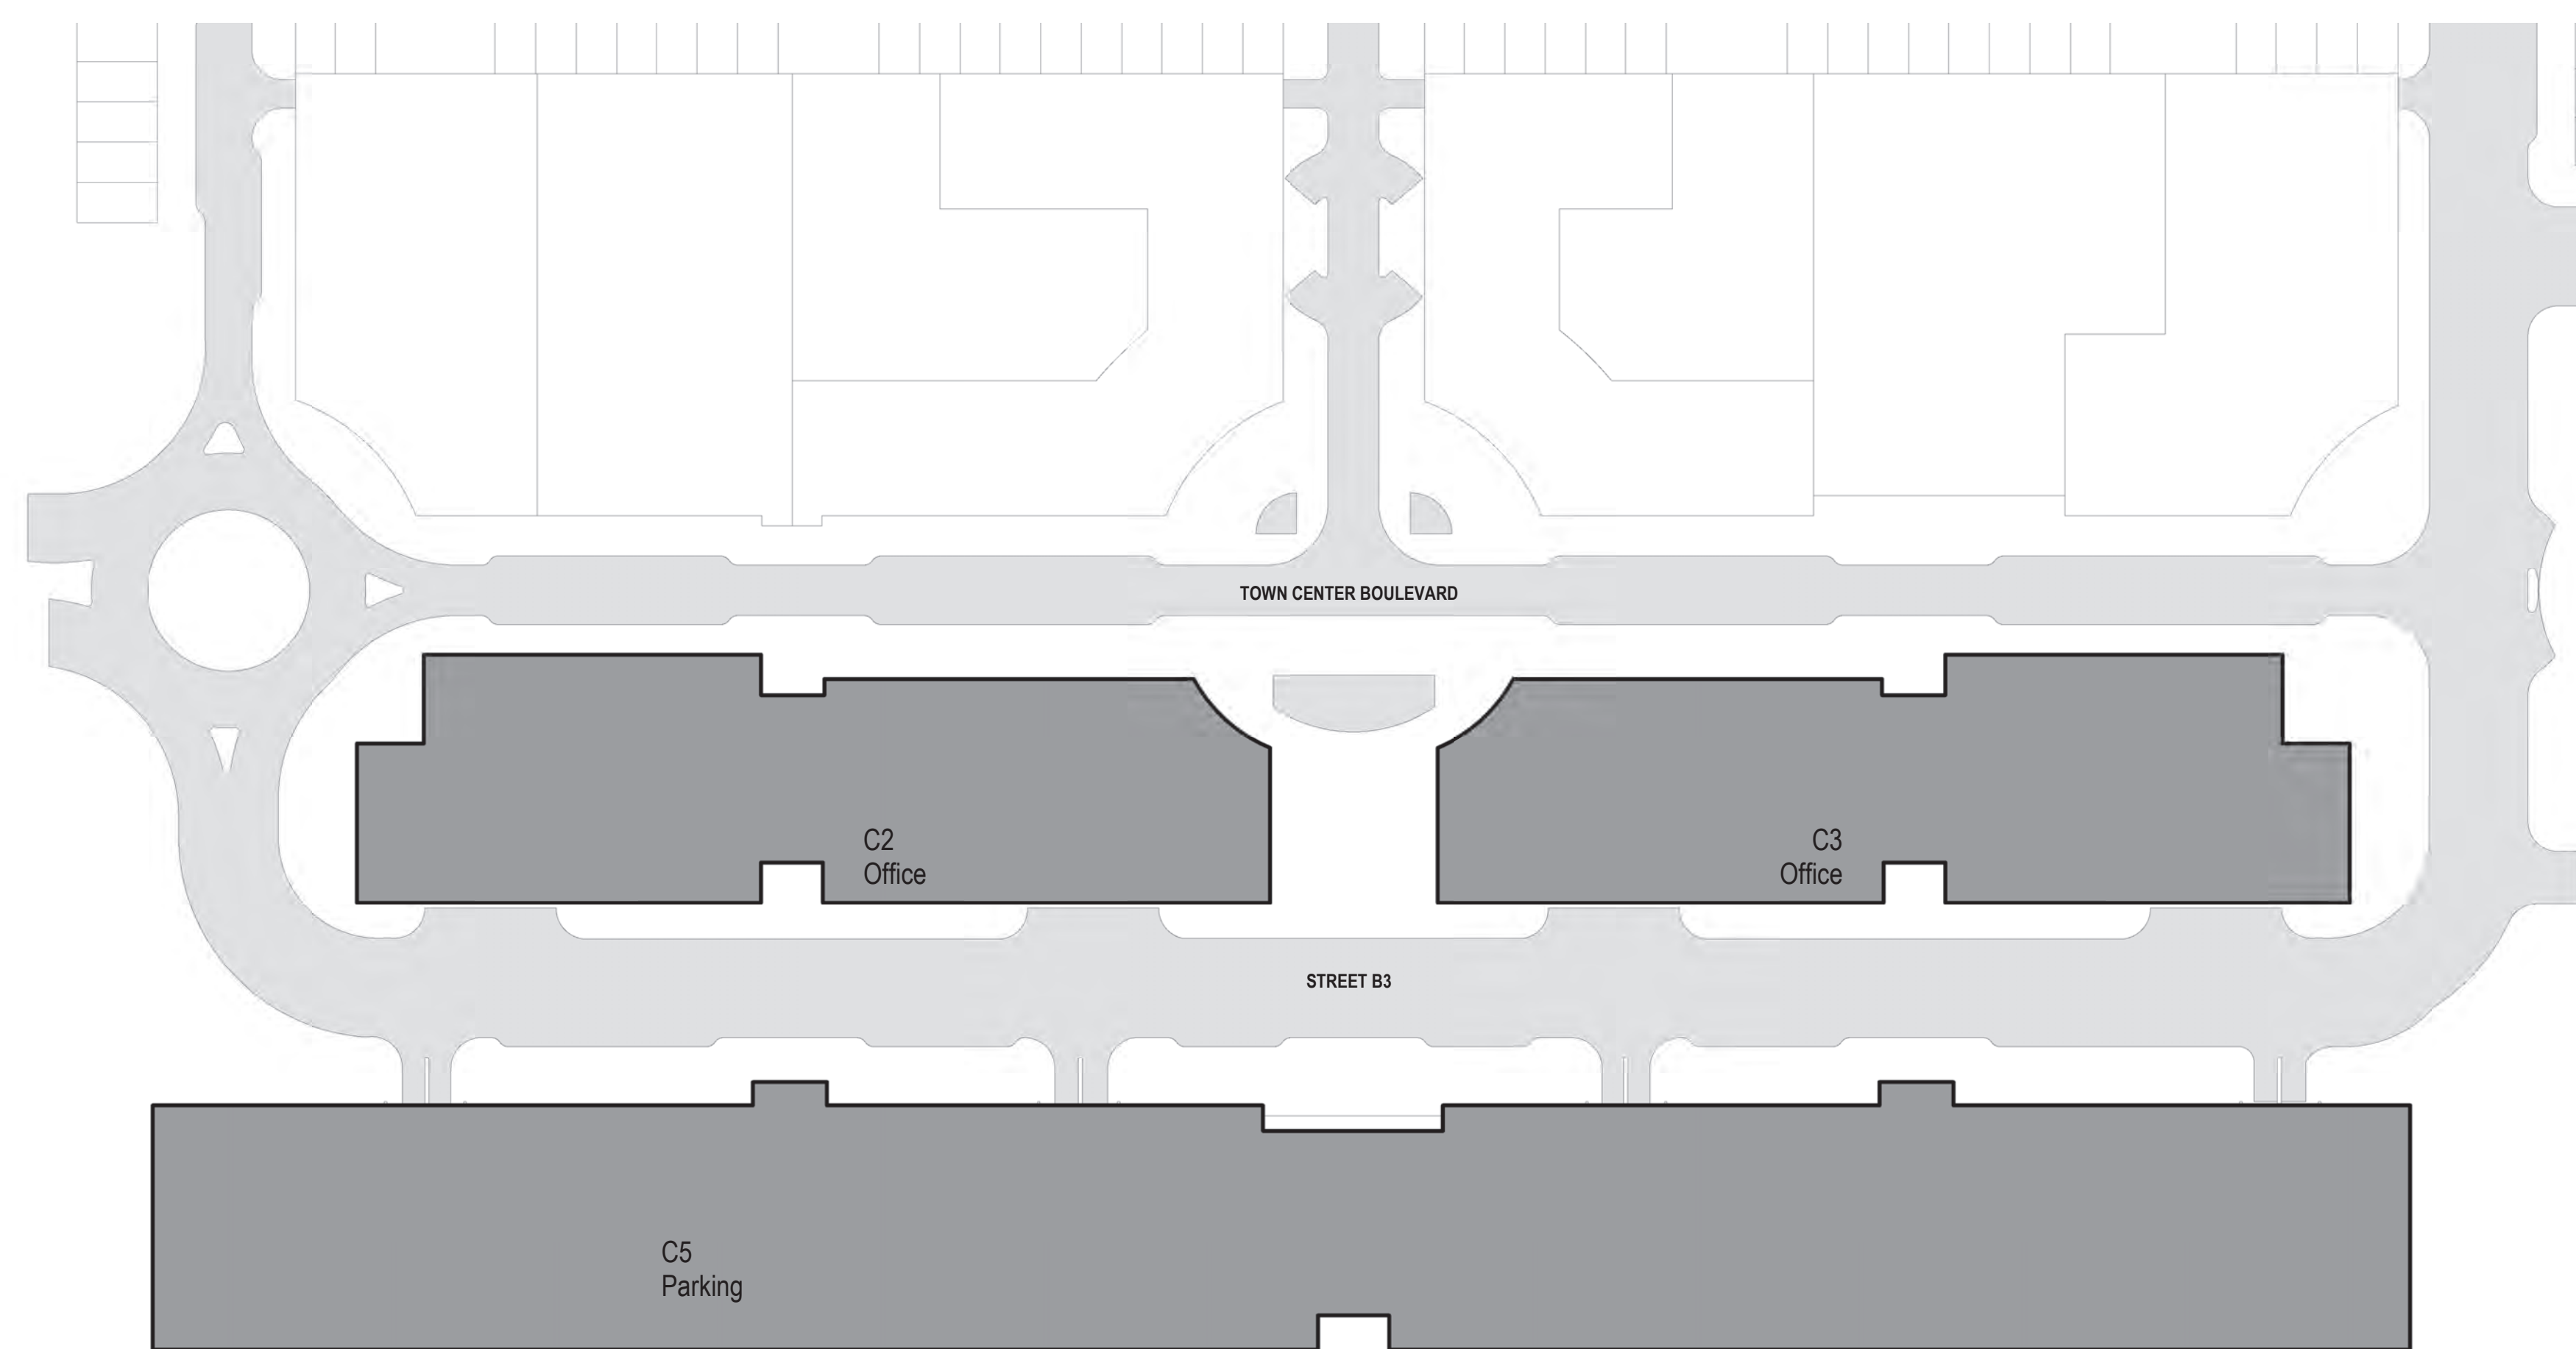 TOWN CENTER BOULEVARD
C2
Office
C3
Office
STREET B3
C5
Parking